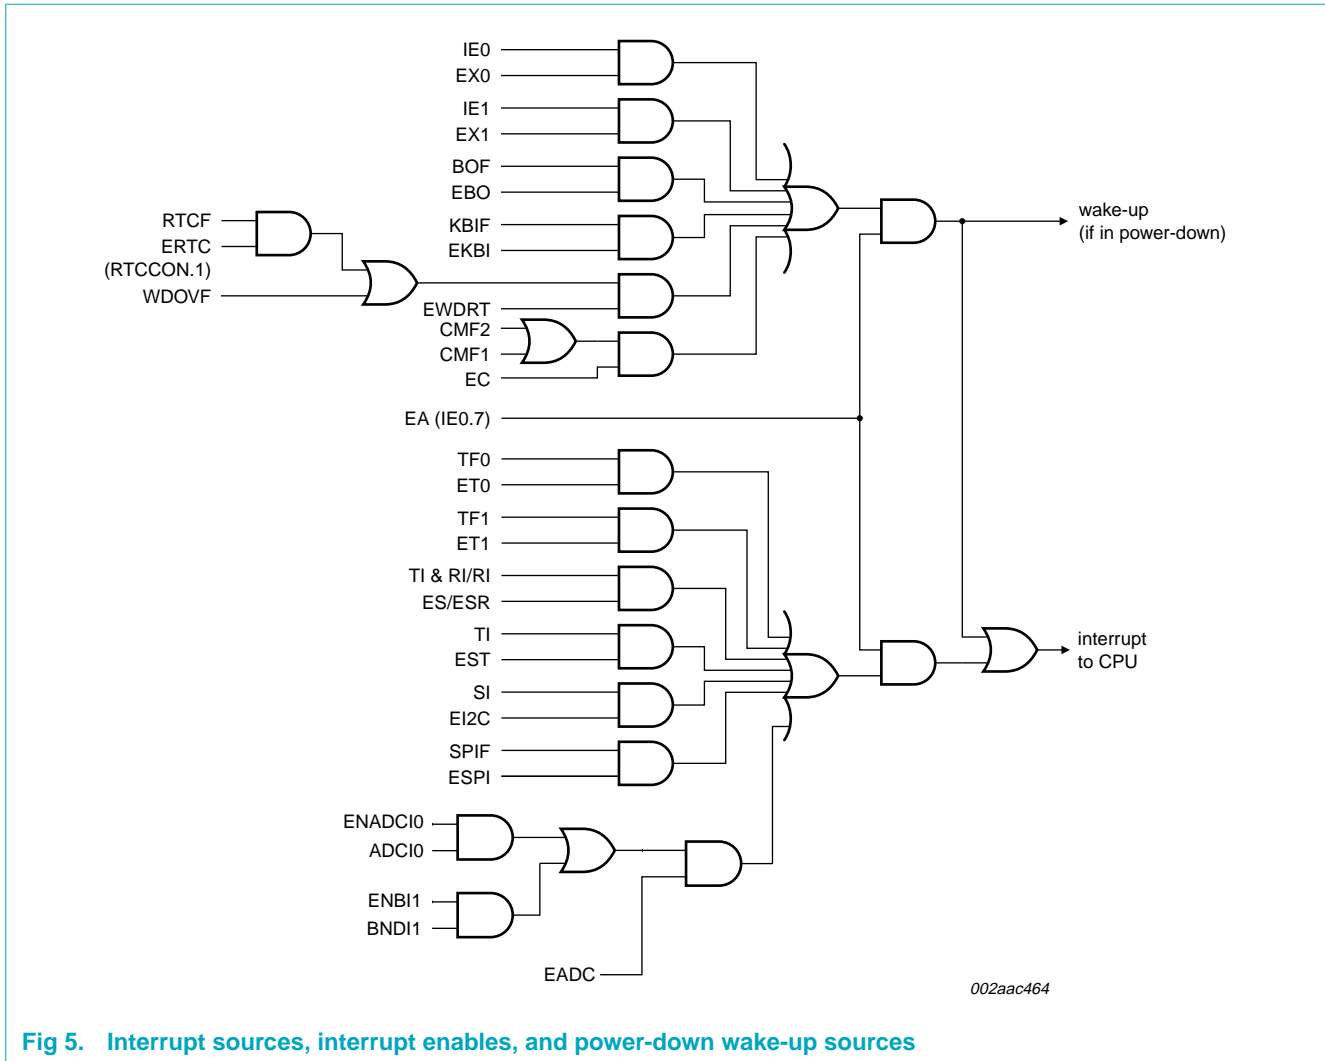 IE0
EX0
IE1
EX1
BOF
EBO
KBIF
EKBI
RTCF
ERTC
(RTCCON.1)
WDOVF
EWDRT
CMF2
CMF1
EC
EA (IE0.7)
wake-up
(if in power-down)
TF0
ET0
TF1
ET1
TI & RI/RI
ES/ESR
TI
EST
SI
EI2C
SPIF
ESPI
interrupt
to CPU
ENADCI0
ADCI0
ENBI1
BNDI1
EADC
002aac464
Fig 5. Interrupt sources, interrupt enables, and power-down wake-up sources